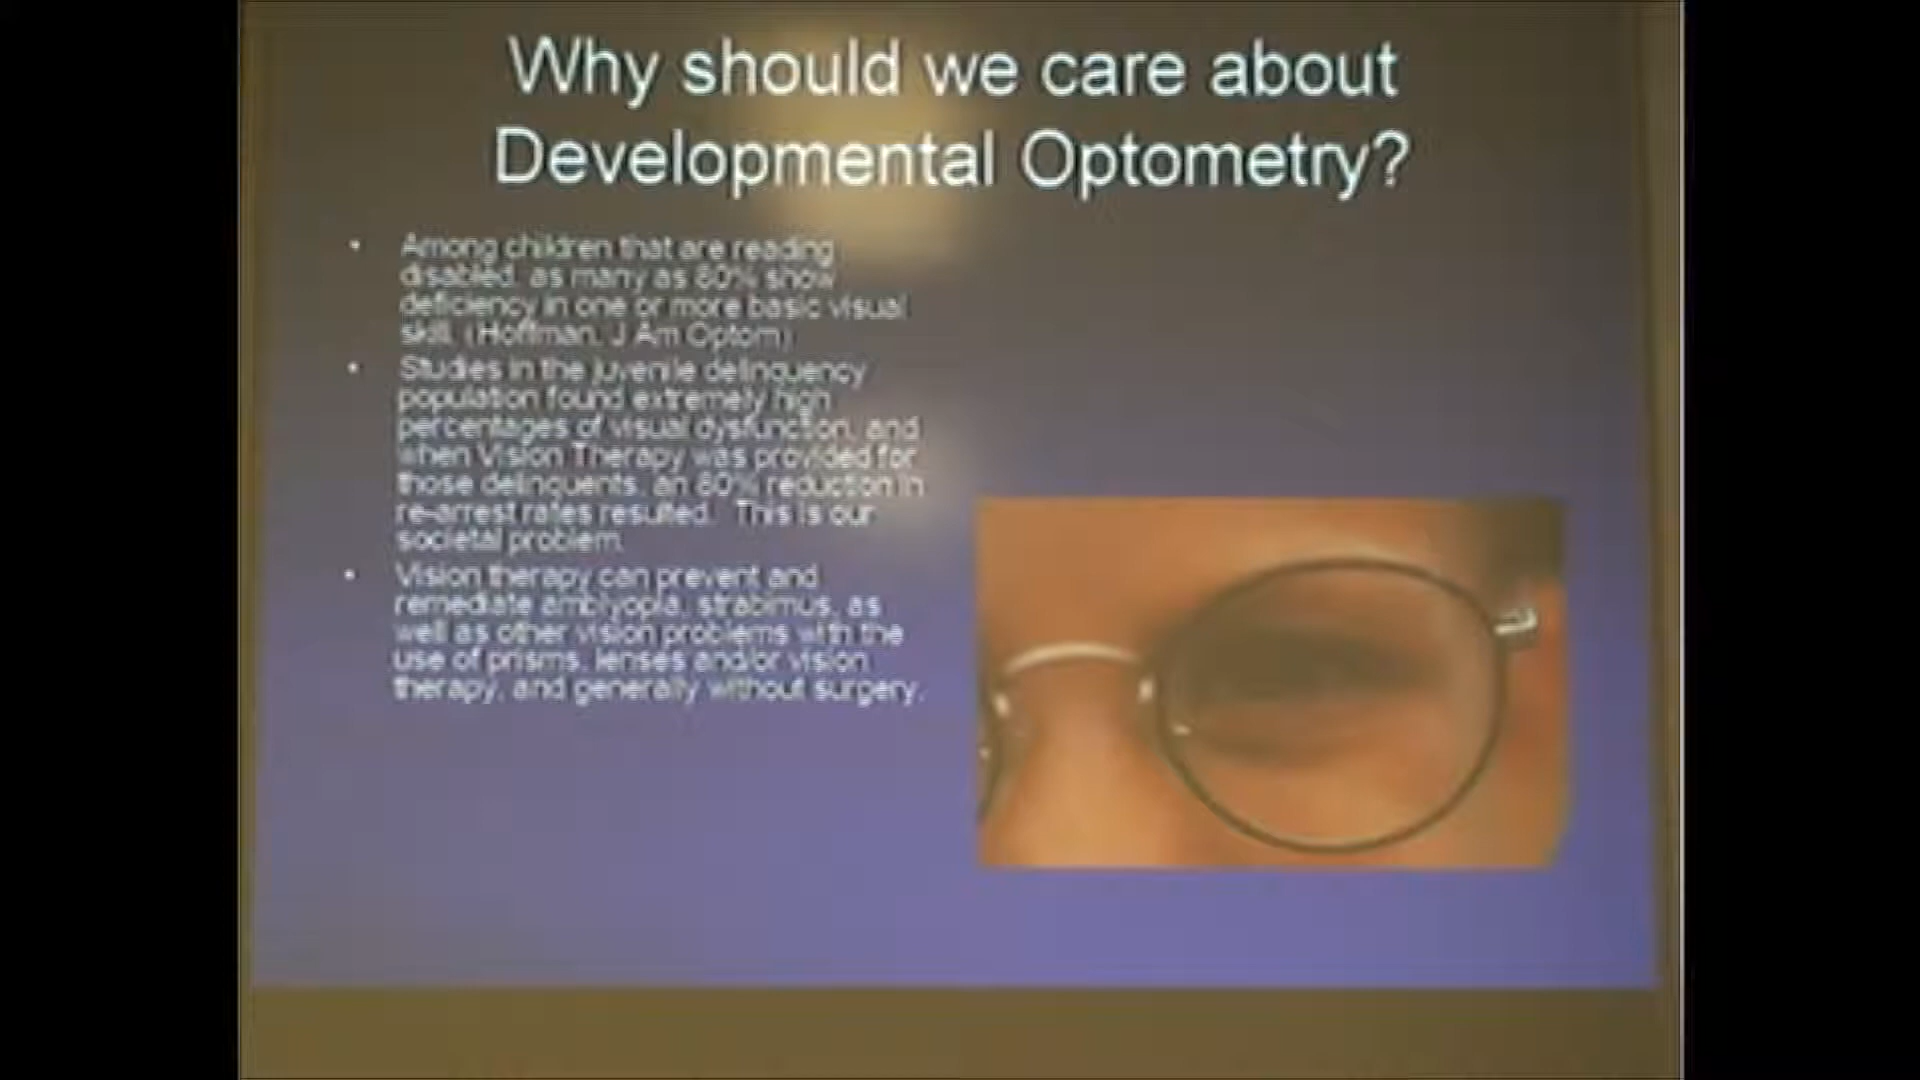 Why should we care about
Developmental Optometry?
• Among children that are reading
disabled, as many as 80% show
deficiency in one or more basic visual
skill. (Hoffman, J Am Optom)
• Studies in the juvenile delinquency
population found extremely high
percentages of visual dysfunction, and
when Vision Therapy was provided for
those delinquents, an 80% reduction in
re-arrest rates resulted. This is our
societal problem.
• Vision therapy can prevent and
remediate amblyopia, strabimus, as
well as other vision problems with the
use of prisms, lenses and/or vision
therapy, and generally without surgery.